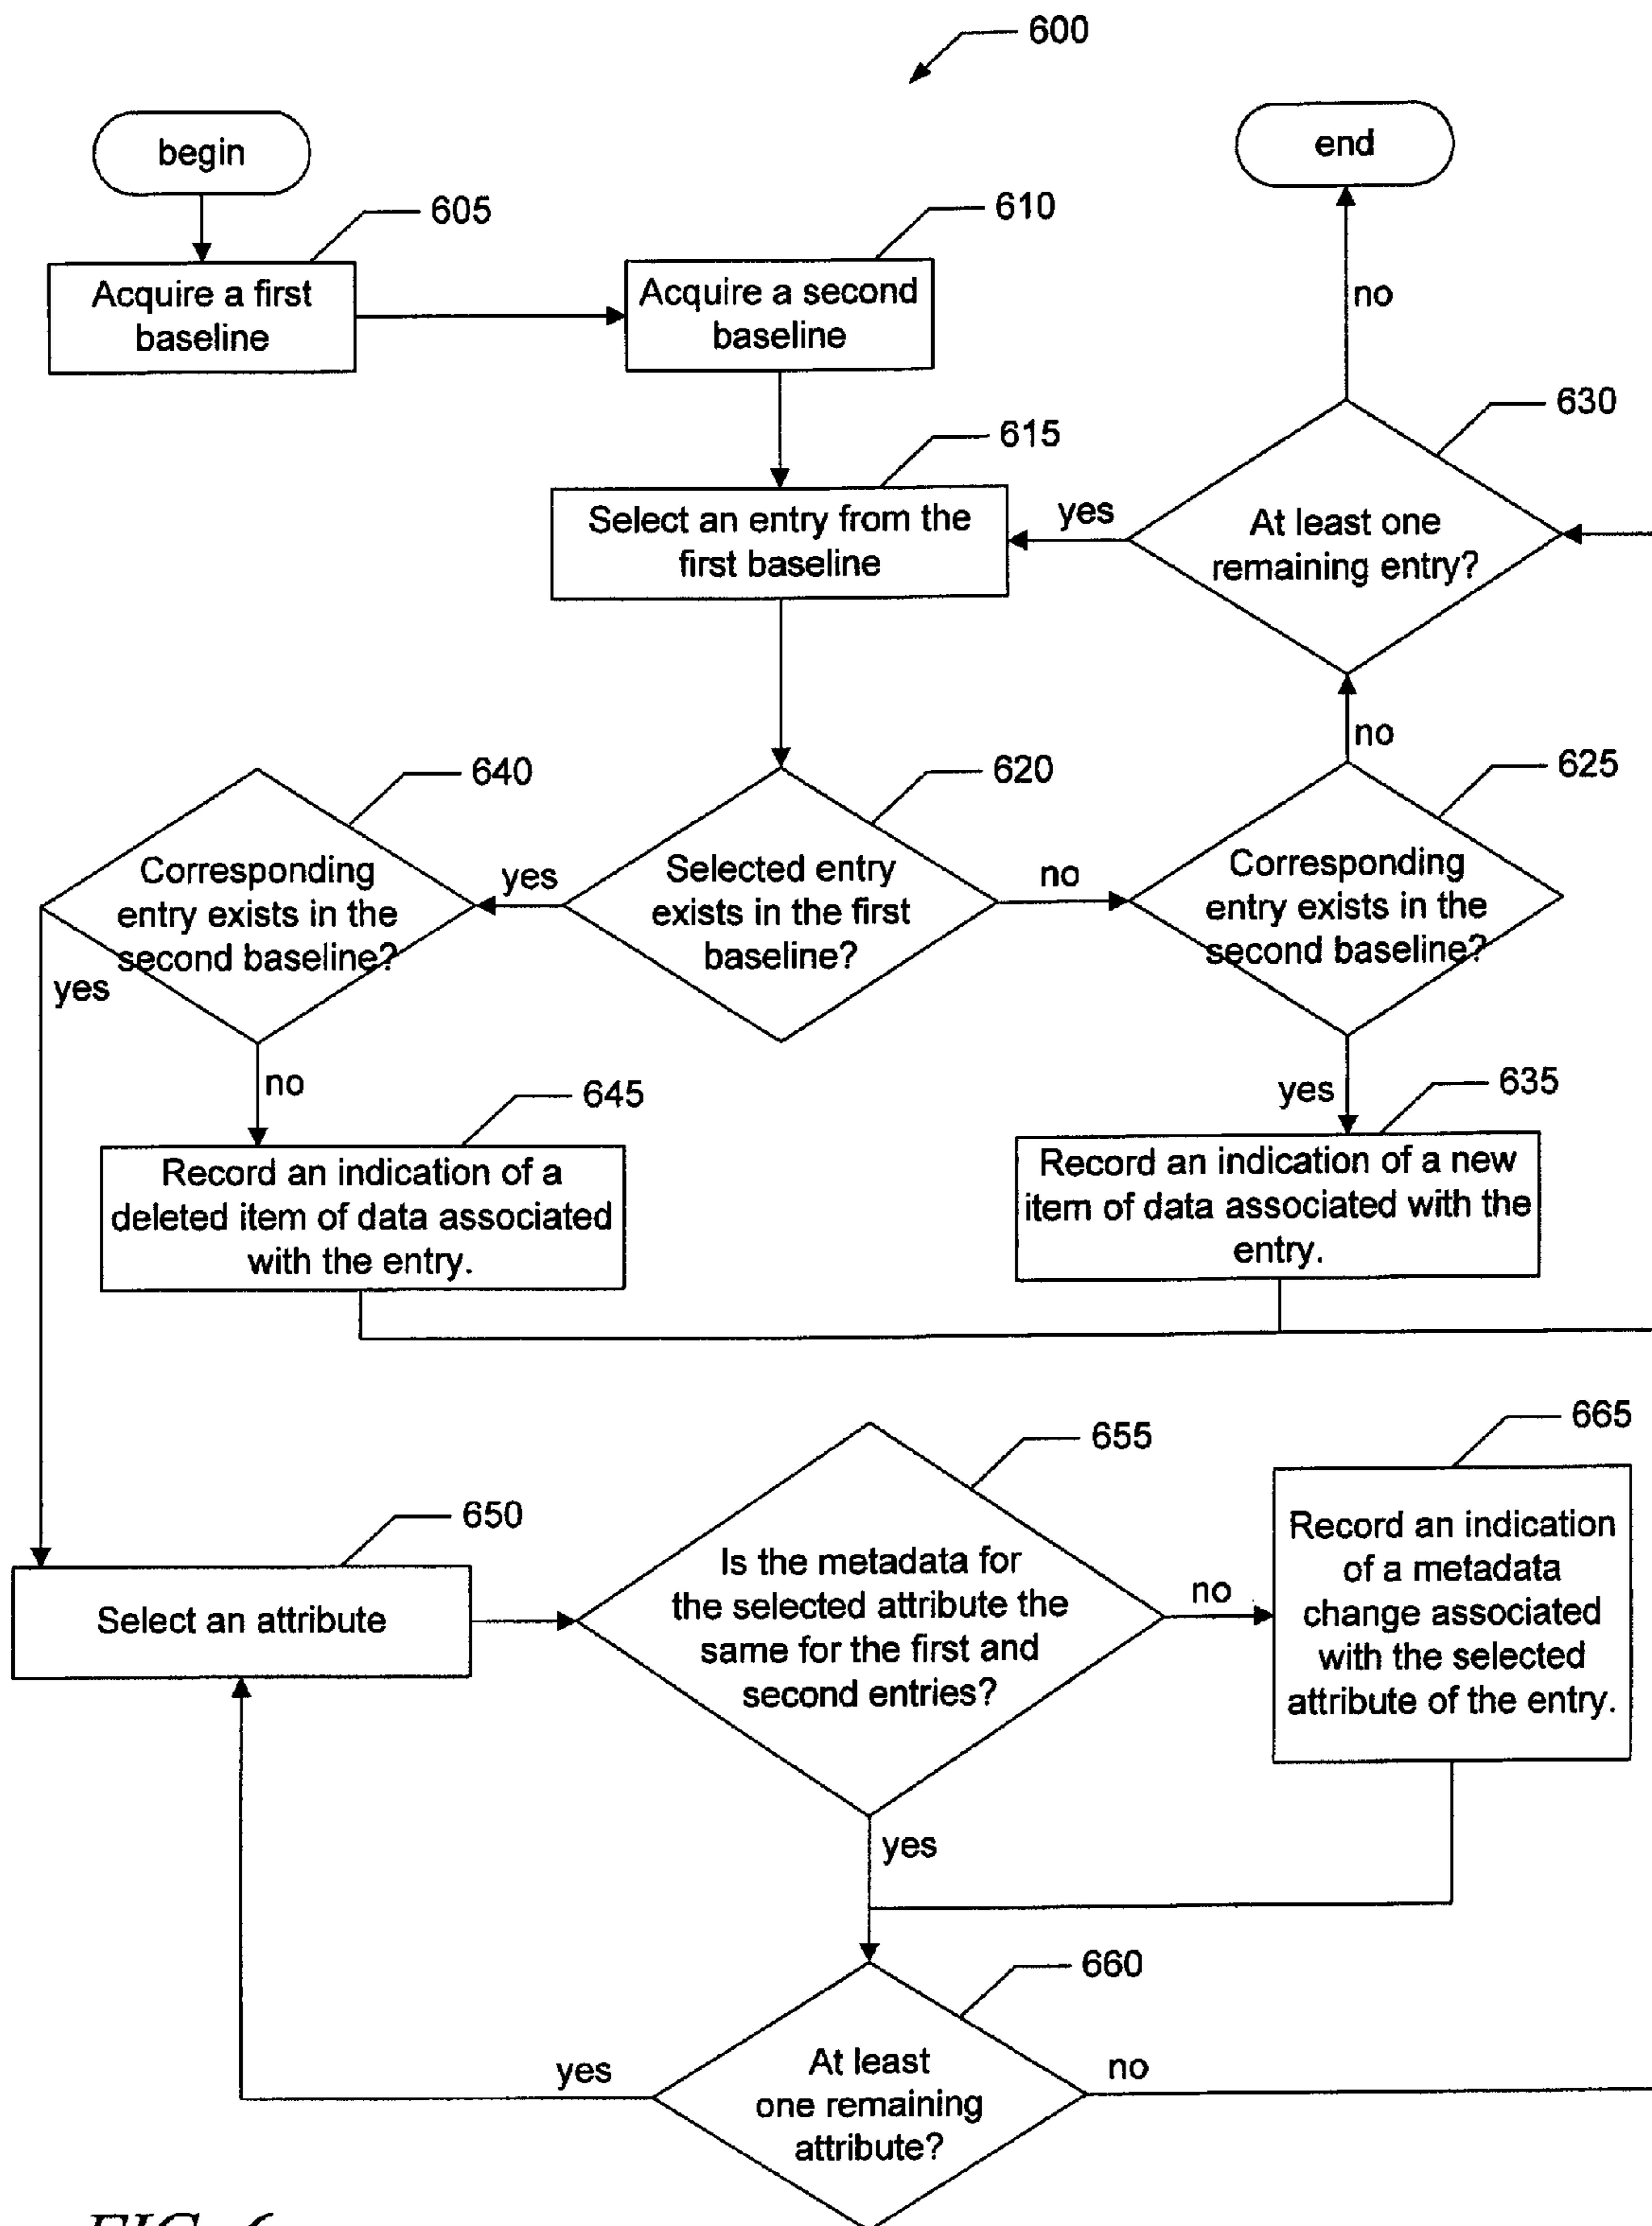 600
begin
end
605
610
Acquire a first
baseline
Acquire a second
baseline
no
630
615
Select an entry from the
first baseline
yes
At least one
remaining entry?
no
640
620
625
Corresponding
entry exists in the
second baseline?
yes
Selected entry
exists in the first
baseline?
no
Corresponding
entry exists in the
second baseline?
yes
no
645
yes
635
Record an indication of a
deleted item of data associated
with the entry.
Record an indication of a new
item of data associated with the
entry.
655
665
650
Select an attribute
Is the metadata for
the selected attribute the
same for the first and
second entries?
no
Record an indication
of a metadata
change associated
with the selected
attribute of the entry.
yes
660
yes
At least
one remaining
attribute?
no
FIG. 6